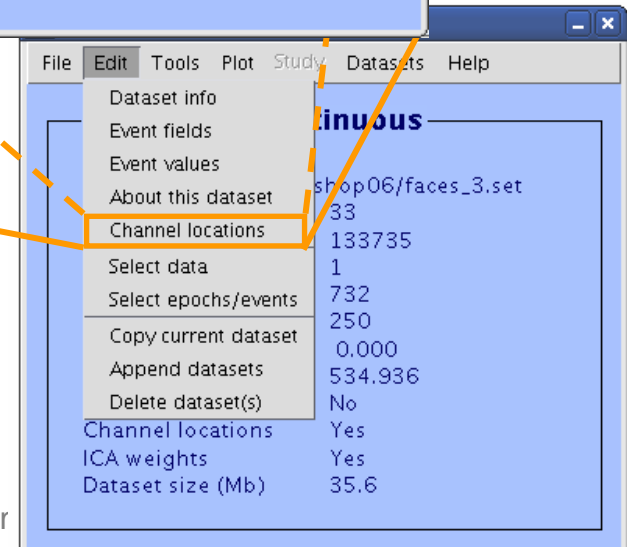 File Edit Tools Plot Study Datasets Help
Dataset info
Event fields
Event values
About this dataset
Channel locations
Select data
Select epochs/events
Copy current dataset
Append datasets
Delete dataset(s)
tinuous
shop06/faces_3.set
33
133735
1
732
250
0.000
534.936
No
Channel locations Yes
ICA weights Yes
Dataset size (Mb) 35.6
r